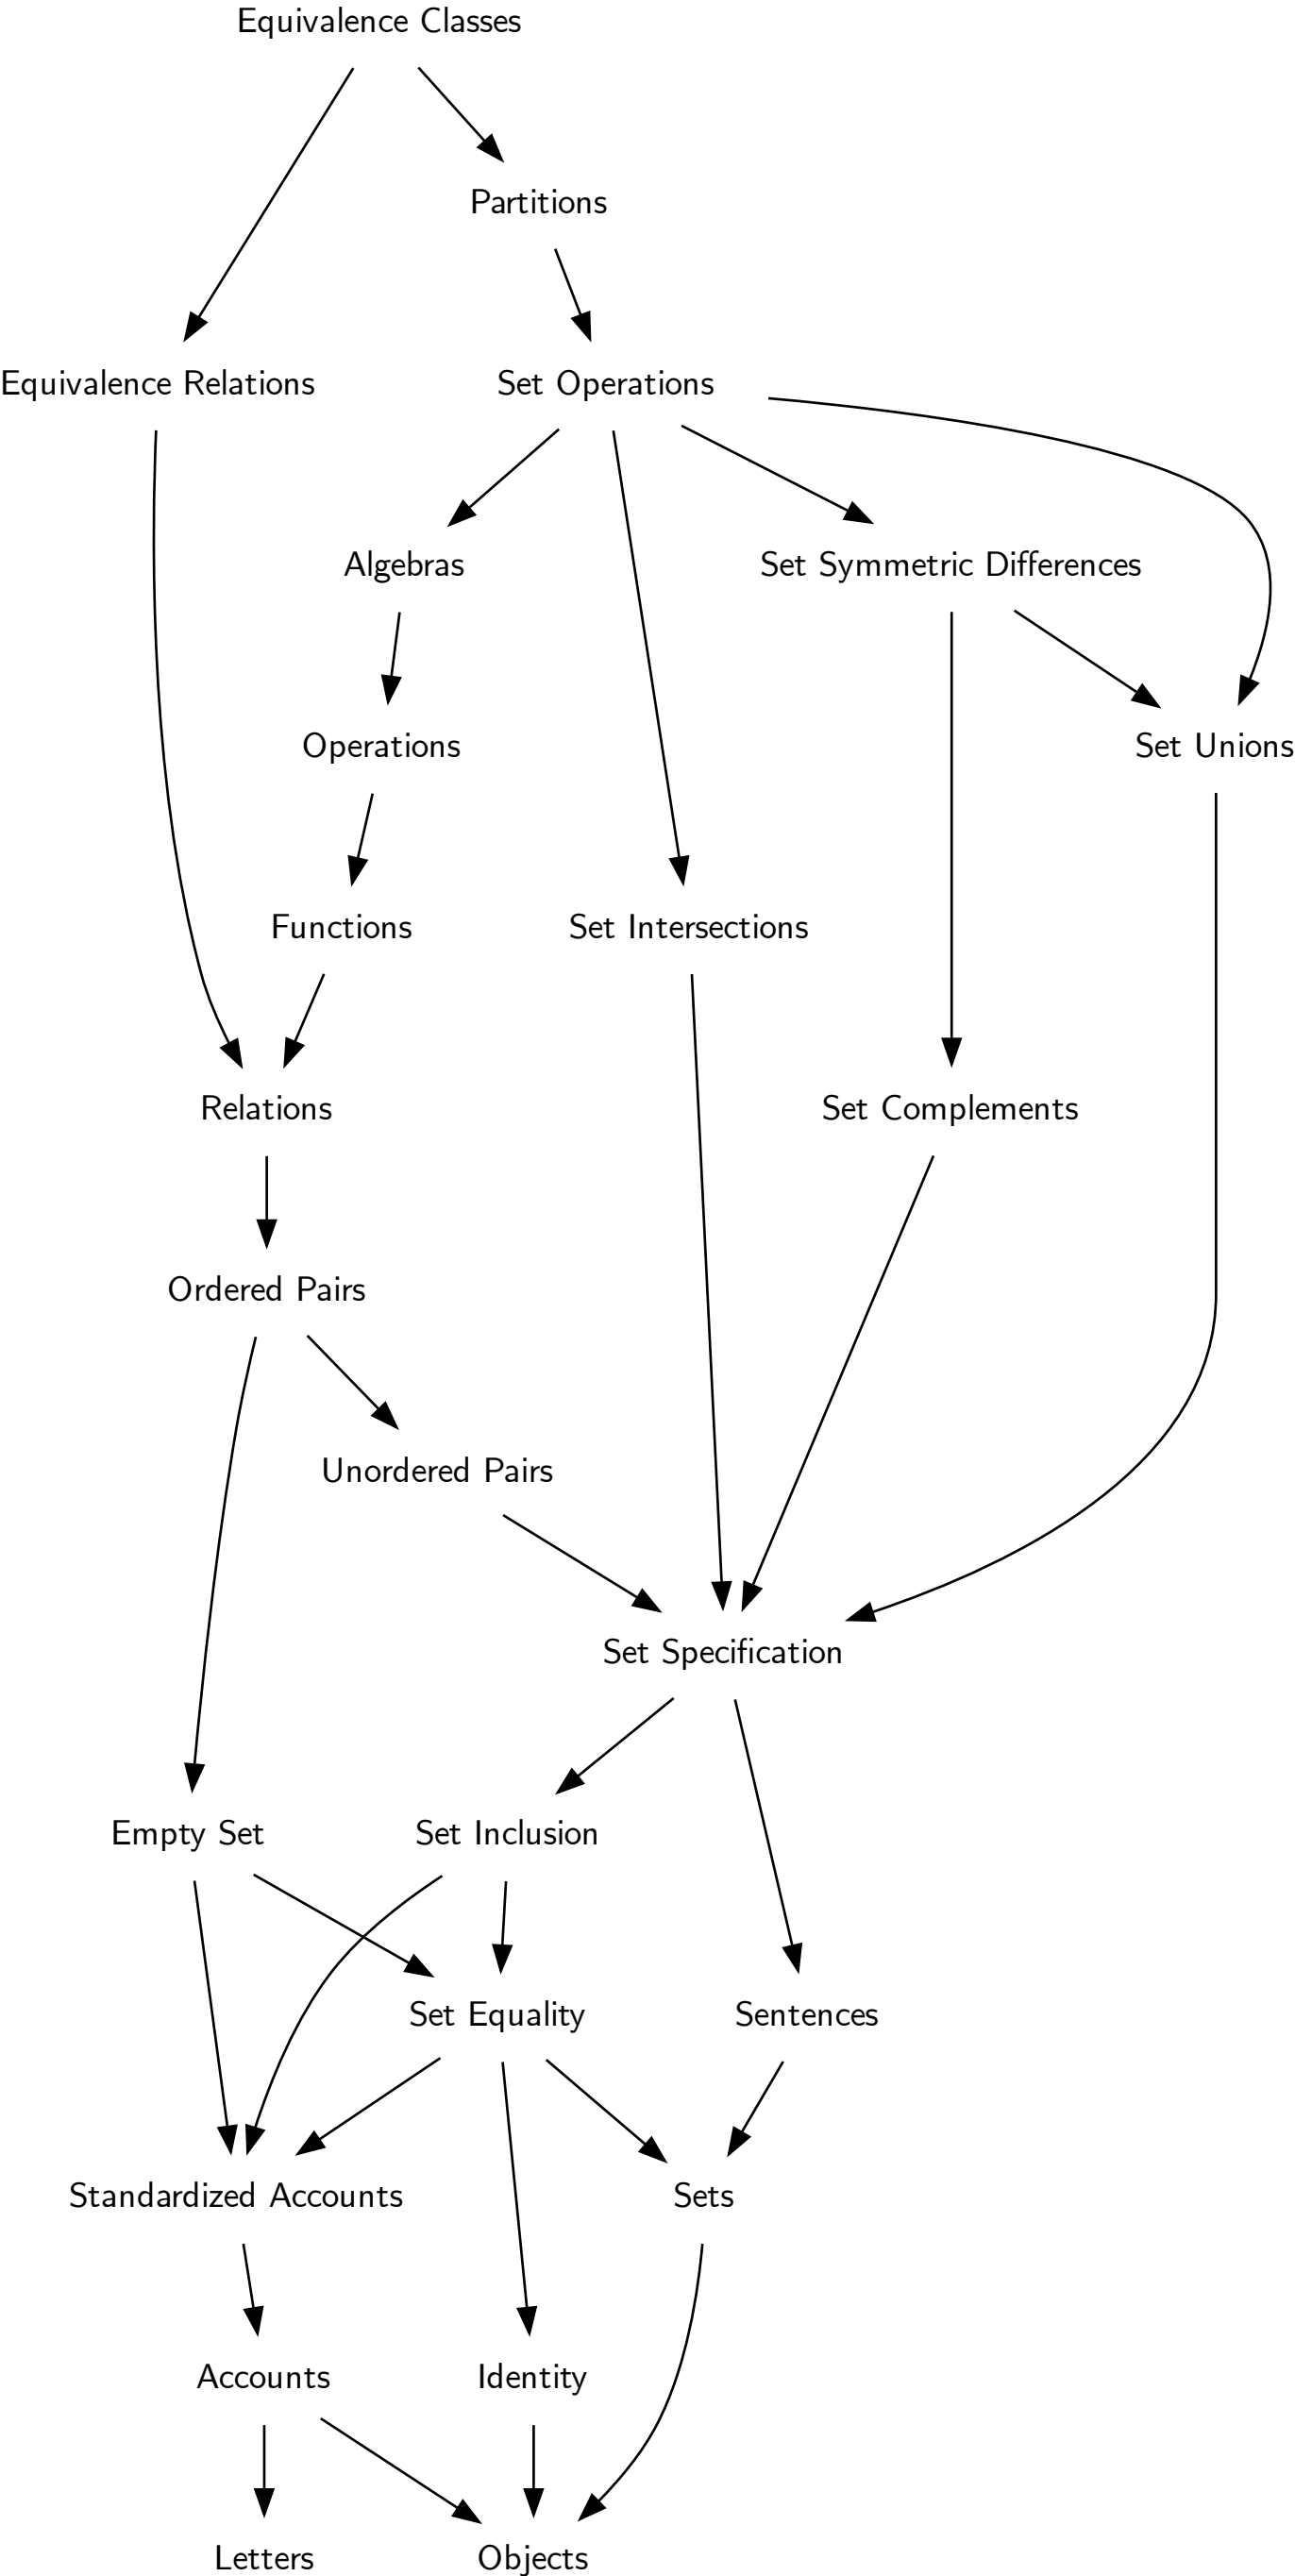 Equivalence Classes
Partitions
Equivalence Relations
Set Operations
Algebras
Set Symmetric Differences
Operations
Set Unions
Functions
Set Intersections
Relations
Set Complements
Ordered Pairs
Unordered Pairs
Set Specification
Empty Set
Set Inclusion
Set Equality
Sentences
Standardized Accounts
Sets
Accounts
Identity
Letters
Objects